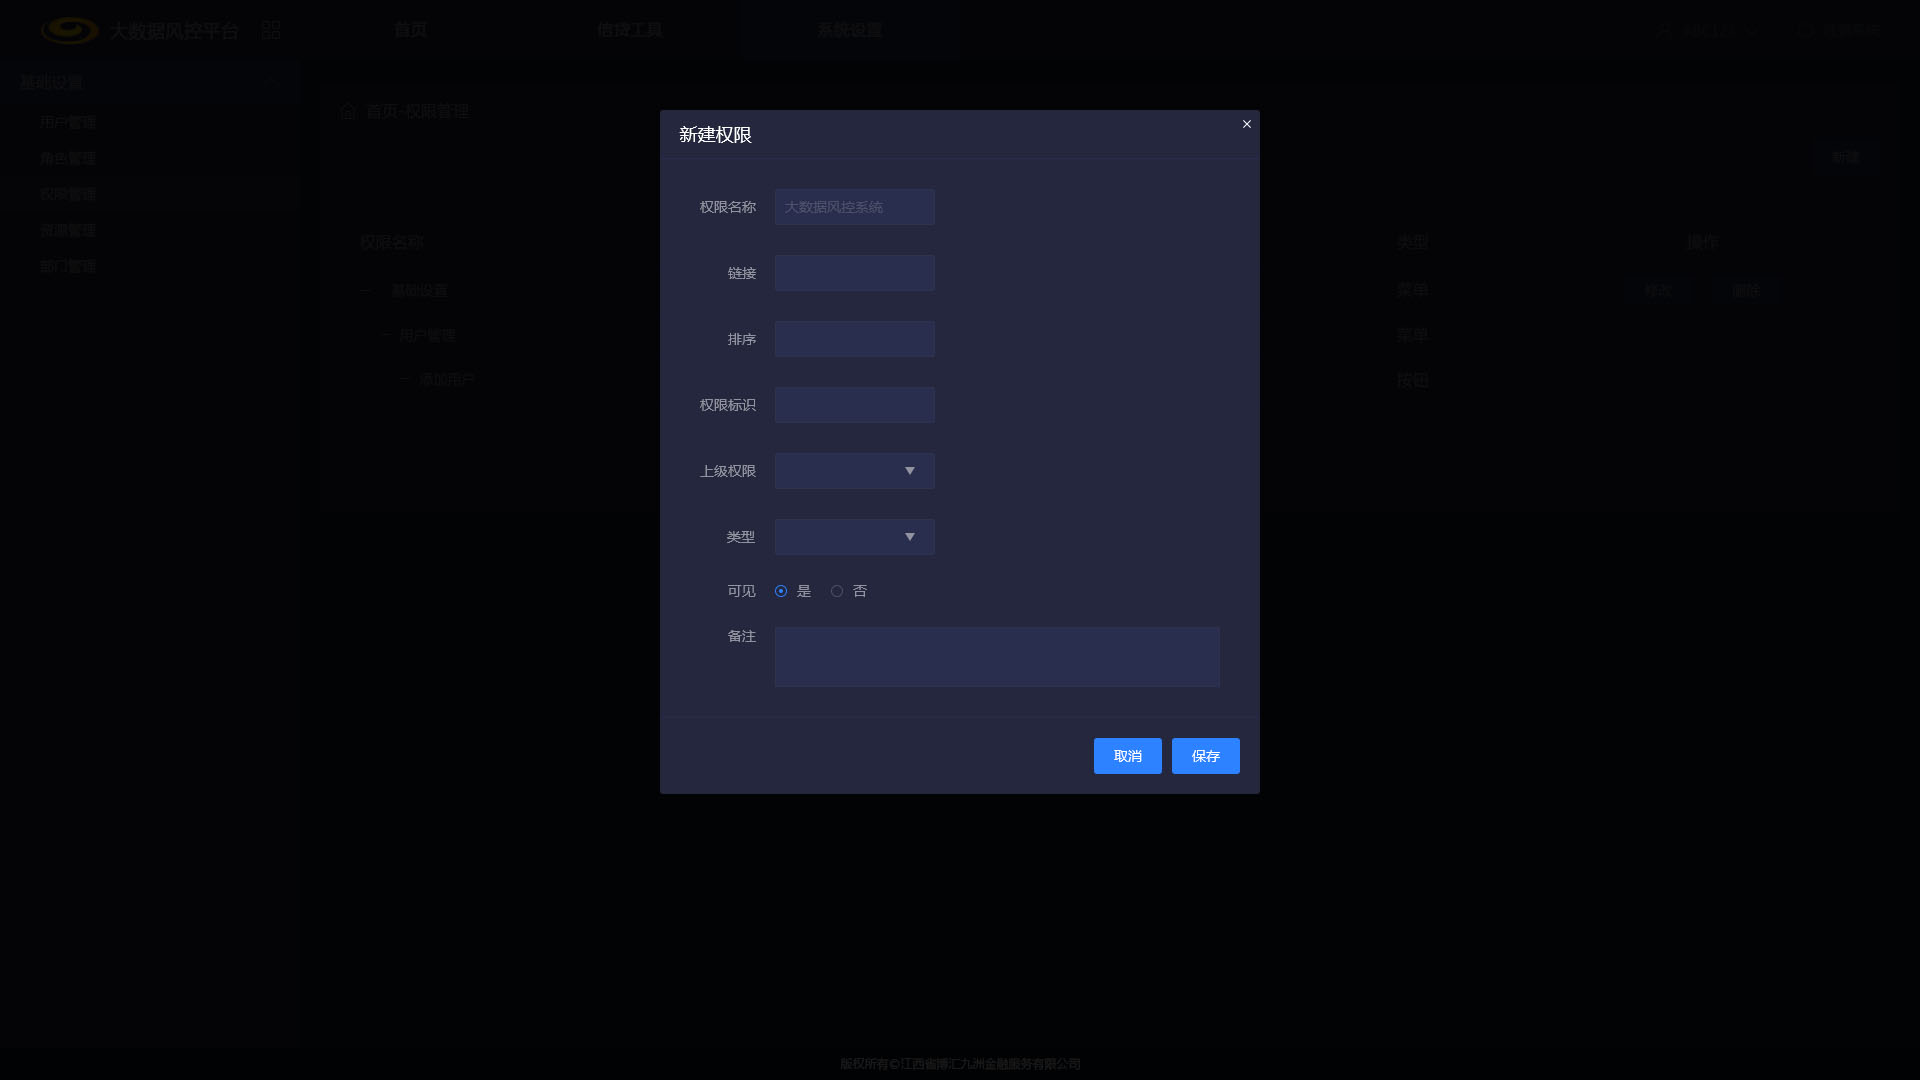 大数据风控平台
首页
信贷工具
系统设置
ABC123
基础设置
用户管理
角色管理
权限管理
资源管理
部门管理
首页-权限管理
新建
权限名称
类型
操作
基础设置
菜单
修改
删除
用户管理
菜单
添加用户
按钮
新建权限
权限名称
大数据风控系统
链接
排序
权限标识
上级权限
类型
可见
是
否
备注
取消
保存
版权所有©江西省博汇九洲金融服务有限公司